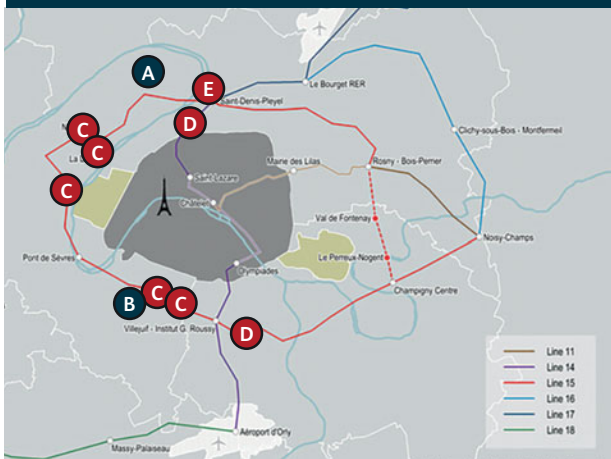 A
E
Le Bourget RER
Saint-Denis-Pleyel
D
N
C
C
La D
Clichy-sous-Bois - Montfermeil
Mairie des Lilas
Rosny - Bois-Perrier
C
Saint-Lazare
Châtelet
Val de Fontenay
Noisy-Champs
Pont de Sèvres
Le Perreux-Nogent
Olympiades
Champigny Centre
B
C
C
Villejuif - Institut G. Roussy
D
Line 11
Line 14
Line 15
Line 16
Line 17
Line 18
Aéroport d'Orly
Massy-Palaiseau